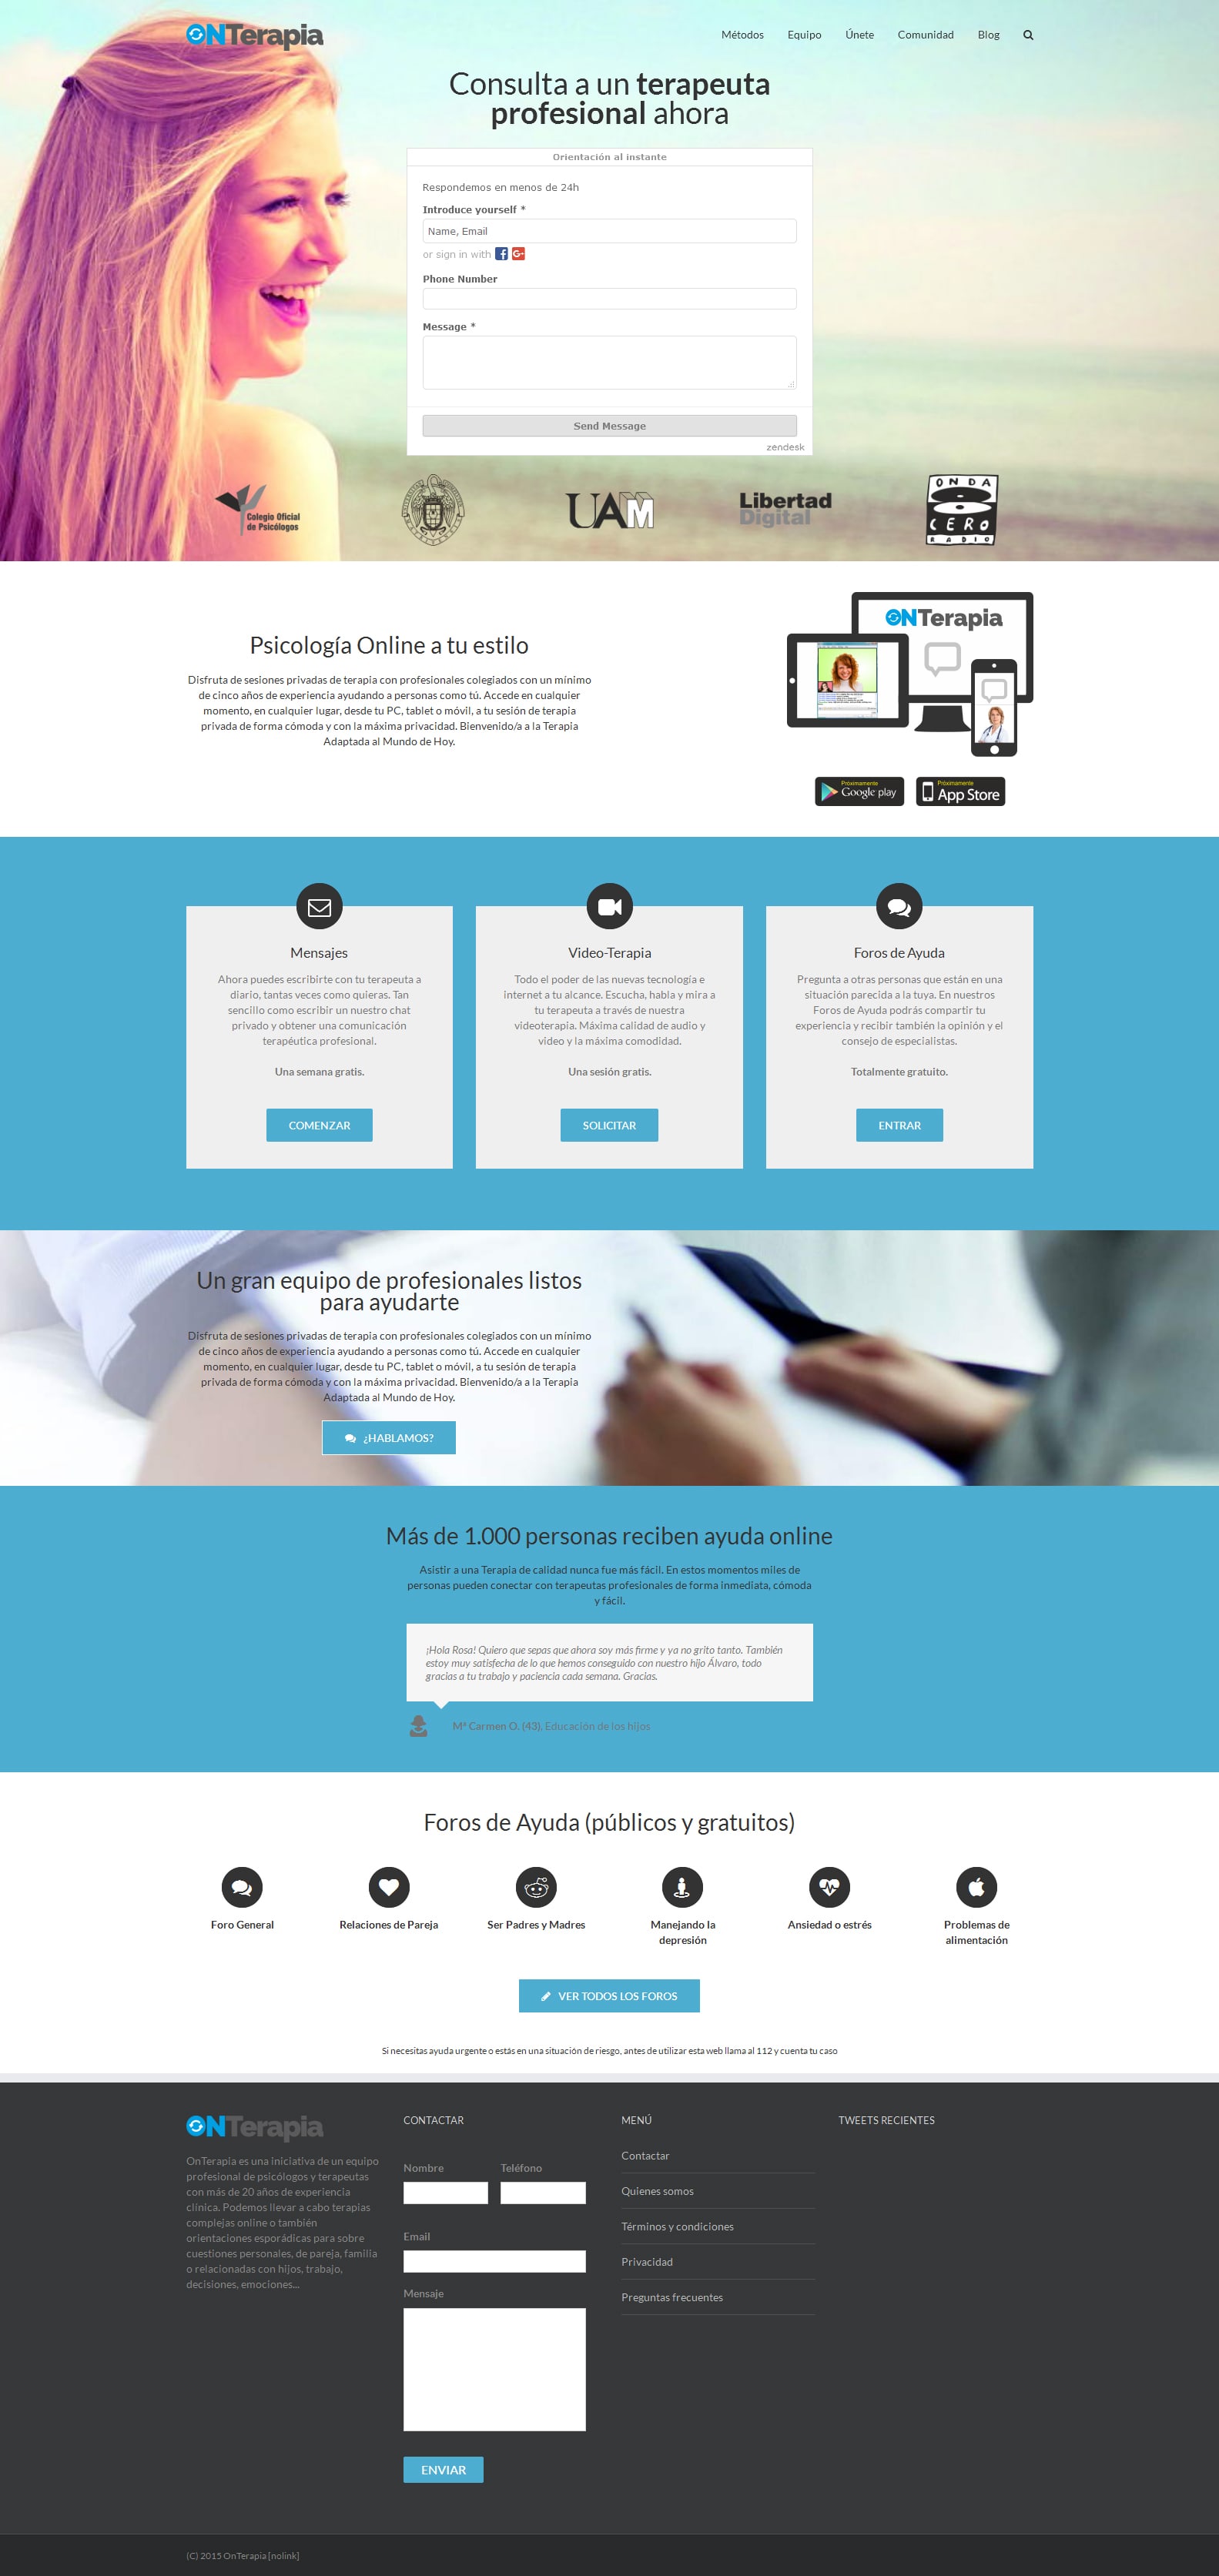 ONTerapia
Métodos
Equipo
Únete
Comunidad
Blog
Consulta a un terapeuta
profesional ahora
Orientación al instante
Respondemos en menos de 24h
Introduce yourself *
Name, Email
or sign in with
Phone Number
Message *
Send Message
zendesk
Colegio Oficial
de Psicólogos
UAM
Libertad
Digital
ONDA
CERO
RADIO
Psicología Online a tu estilo
Disfruta de sesiones privadas de terapia con profesionales colegiados con un mínimo
de cinco años de experiencia ayudando a personas como tú. Accede en cualquier
momento, en cualquier lugar, desde tu PC, tablet o móvil, a tu sesión de terapia
privada de forma cómoda y con la máxima privacidad. Bienvenido/a a la Terapia
Adaptada al Mundo de Hoy.
ONTerapia
Próximamente
Google play
Próximamente
App Store
Mensajes
Ahora puedes escribirte con tu terapeuta a
diario, tantas veces como quieras. Tan
sencillo como escribir un nuestro chat
privado y obtener una comunicación
terapéutica profesional.
Una semana gratis.
COMENZAR
Video-Terapia
Todo el poder de las nuevas tecnología e
internet a tu alcance. Escucha, habla y mira a
tu terapeuta a través de nuestra
videoterapia. Máxima calidad de audio y
video y la máxima comodidad.
Una sesión gratis.
SOLICITAR
Foros de Ayuda
Pregunta a otras personas que están en una
situación parecida a la tuya. En nuestros
Foros de Ayuda podrás compartir tu
experiencia y recibir también la opinión y el
consejo de especialistas.
Totalmente gratuito.
ENTRAR
Un gran equipo de profesionales listos
para ayudarte
Disfruta de sesiones privadas de terapia con profesionales colegiados con un mínimo
de cinco años de experiencia ayudando a personas como tú. Accede en cualquier
momento, en cualquier lugar, desde tu PC, tablet o móvil, a tu sesión de terapia
privada de forma cómoda y con la máxima privacidad. Bienvenido/a a la Terapia
Adaptada al Mundo de Hoy.
¿HABLAMOS?
Más de 1.000 personas reciben ayuda online
Asistir a una Terapia de calidad nunca fue más fácil. En estos momentos miles de
personas pueden conectar con terapeutas profesionales de forma inmediata, cómoda
y fácil.
¡Hola Rosa! Quiero que sepas que ahora soy más firme y ya no grito tanto. También
estoy muy satisfecha de lo que hemos conseguido con nuestro hijo Álvaro, todo
gracias a tu trabajo y paciencia cada semana. Gracias.
Mª Carmen O. (43), Educación de los hijos
Foros de Ayuda (públicos y gratuitos)
Foro General
Relaciones de Pareja
Ser Padres y Madres
Manejando la
depresión
Ansiedad o estrés
Problemas de
alimentación
VER TODOS LOS FOROS
Si necesitas ayuda urgente o estás en una situación de riesgo, antes de utilizar esta web llama al 112 y cuenta tu caso
ONTerapia
OnTerapia es una iniciativa de un equipo
profesional de psicólogos y terapeutas
con más de 20 años de experiencia
clínica. Podemos llevar a cabo terapias
complejas online o también
orientaciones esporádicas para sobre
cuestiones personales, de pareja, familia
o relacionadas con hijos, trabajo,
decisiones, emociones...
CONTACTAR
Nombre
Teléfono
Email
Mensaje
ENVIAR
MENÚ
Contactar
Quienes somos
Términos y condiciones
Privacidad
Preguntas frecuentes
TWEETS RECIENTES
(C) 2015 OnTerapia [nolink]